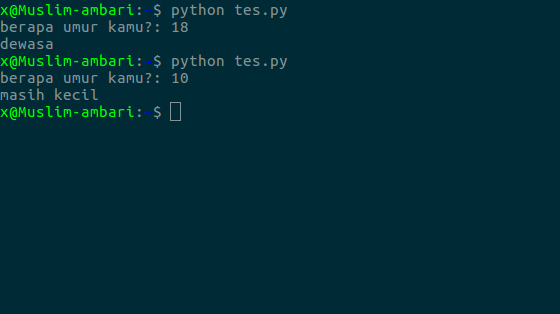 x@Muslim-ambari:~$ python tes.py
berapa umur kamu?: 18
dewasa
x@Muslim-ambari:~$ python tes.py
berapa umur kamu?: 10
masih kecil
x@Muslim-ambari:~$